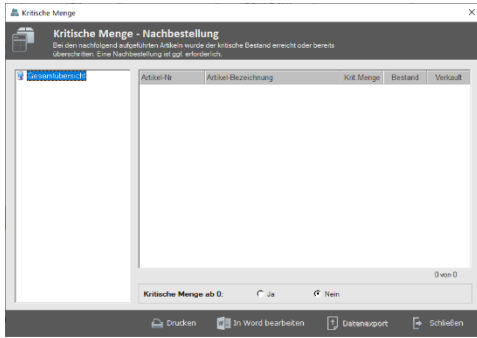 Kritische Menge
Kritische Menge - Nachbestellung
Bei den nachfolgend aufgeführten Artikeln wurde der kritische Bestand erreicht oder bereits
überschritten. Eine Nachbestellung ist ggf. erforderlich.
Gesamtübersicht
Artikel-Nr Artikel-Bezeichnung Krit.Menge Bestand Verkauft
0 von 0
Kritische Menge ab 0: Ja Nein
Drucken In Word bearbeiten Datenexport Schließen